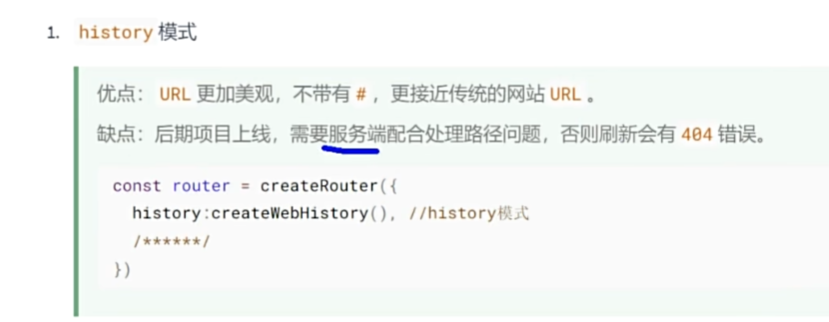 1. history 模式
优点： URL 更加美观，不带有 # ，更接近传统的网站 URL 。
缺点：后期项目上线，需要服务端配合处理路径问题，否则刷新会有 404 错误。
const router = createRouter({
  history:createWebHistory(), //history模式
  /******/
})